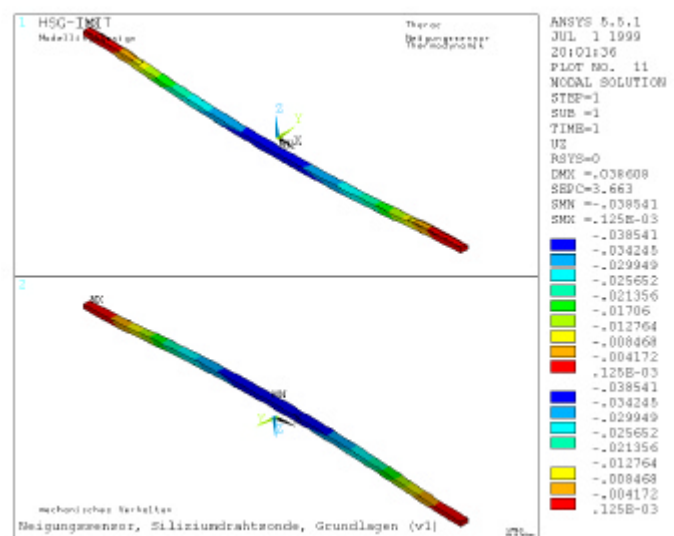 1 HSG-IMIT
Thermodynamik
Neigungssensor
Z
Y
X
2
MX
MN
Y
Z
mechanisches Verhalten
Neigungssensor, Siliziumdrahtsonde, Grundlagen (v1)
ANSYS 5.5.1
JUL 1 1999
20:01:36
PLOT NO. 11
NODAL SOLUTION
STEP=1
SUB =1
TIME=1
UZ
RSYS=0
DMX =.038608
SEPC=3.663
SMN =-.038541
SMX =.125E-03
-.038541
-.034245
-.029949
-.025652
-.021356
-.01706
-.012764
-.008468
-.004172
.125E-03
-.038541
-.034245
-.029949
-.025652
-.021356
-.012764
-.008468
-.004172
.125E-03